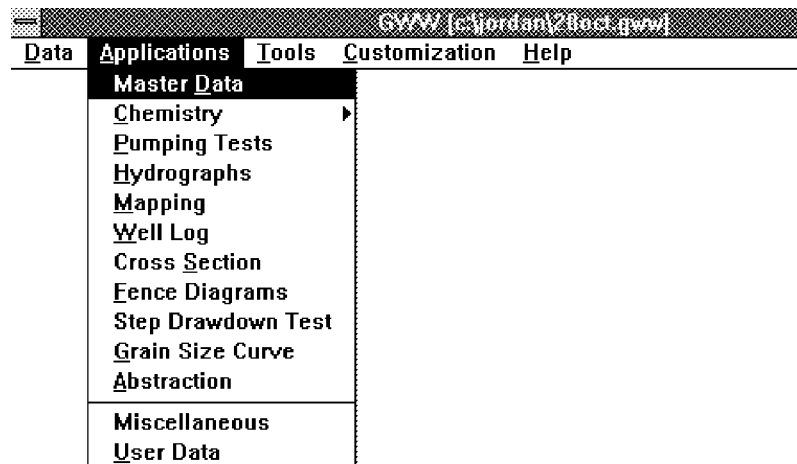 GWW [c:\jordan\28oct.gww]
Data Applications Tools Customization Help
Master Data
Chemistry
Pumping Tests
Hydrographs
Mapping
Well Log
Cross Section
Fence Diagrams
Step Drawdown Test
Grain Size Curve
Abstraction
Miscellaneous
User Data